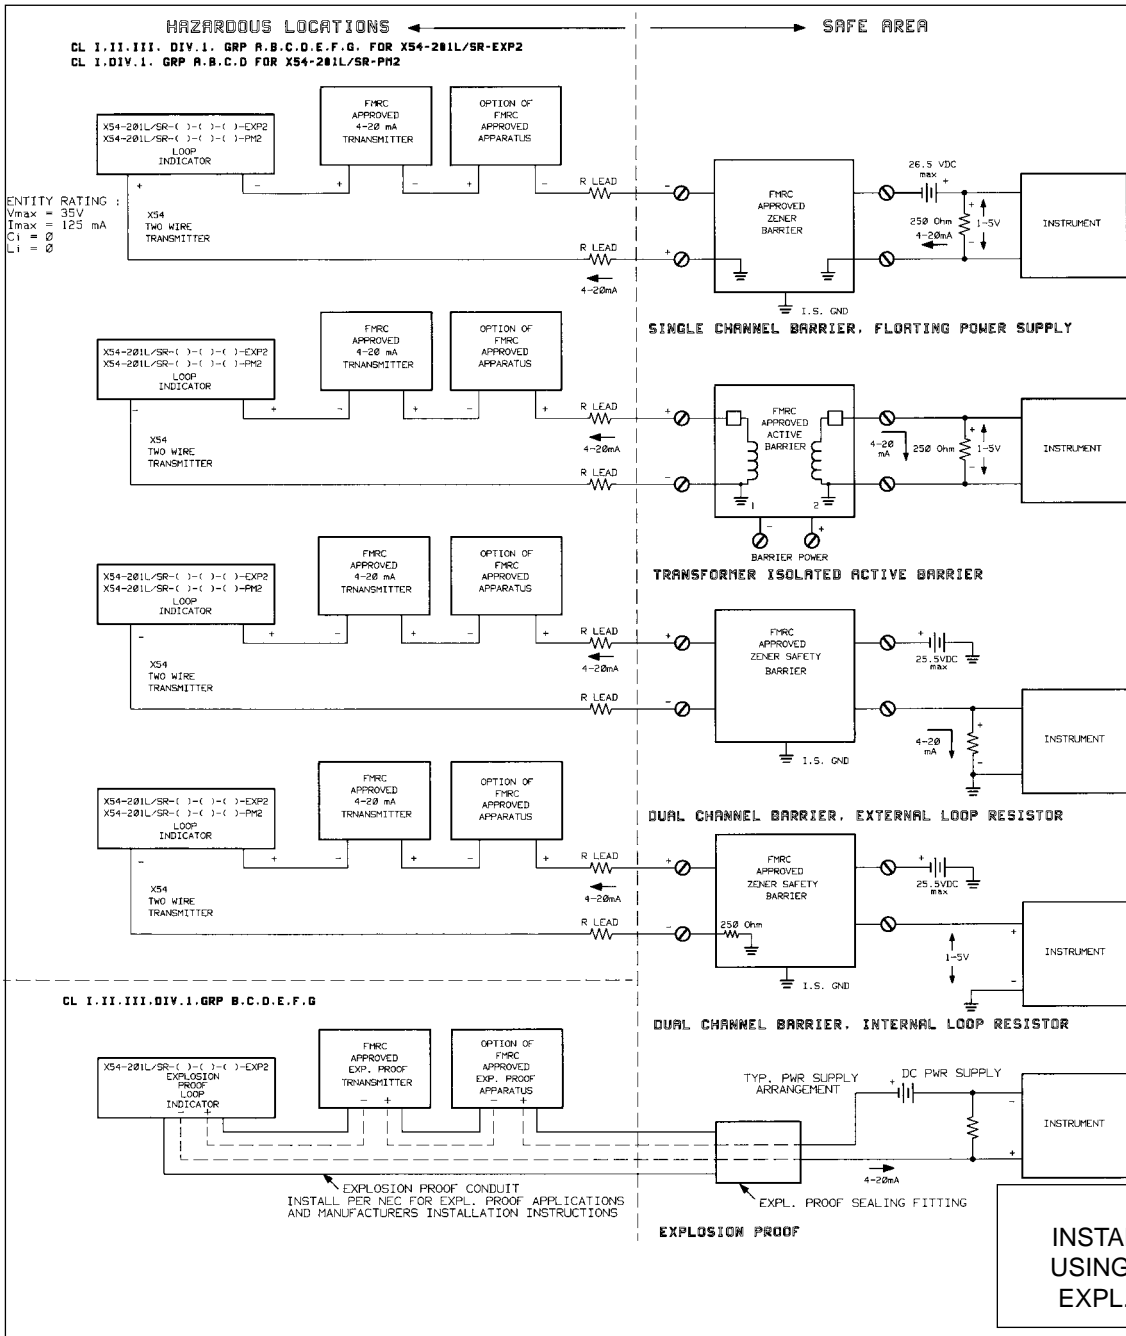 HAZARDOUS LOCATIONS
SAFE AREA
CL I.II.III. DIV.1. GRP A.B.C.D.E.F.G. FOR X54-201L/SR-EXP2
CL I.DIV.1. GRP A.B.C.D FOR X54-201L/SR-PM2
X54-201L/SR-( )-( )-( )-EXP2
X54-201L/SR-( )-( )-( )-PM2
LOOP
INDICATOR
FMRC
APPROVED
4-20 mA
TRNANSMITTER
OPTION OF
FMRC
APPROVED
APPARATUS
+ - + - + -
R LEAD
-
FMRC
APPROVED
ZENER
BARRIER
26.5 VDC
max
+
250 Ohm
4-20mA
+
1-5V
-
INSTRUMENT
ENTITY RATING :
Vmax = 35V
Imax = 125 mA
Ci = Ø
Li = Ø
X54
TWO WIRE
TRANSMITTER
R LEAD
+
4-20mA
I.S. GND
SINGLE CHANNEL BARRIER. FLOATING POWER SUPPLY
X54-201L/SR-( )-( )-( )-EXP2
X54-201L/SR-( )-( )-( )-PM2
LOOP
INDICATOR
FMRC
APPROVED
4-20 mA
TRNANSMITTER
OPTION OF
FMRC
APPROVED
APPARATUS
- + - + - +
R LEAD
4-20mA
+
X54
TWO WIRE
TRANSMITTER
R LEAD
-
FMRC
APPROVED
ACTIVE
BARRIER
1 2
4-20
mA
250 Ohm
+
1-5V
-
INSTRUMENT
- +
BARRIER POWER
TRANSFORMER ISOLATED ACTIVE BARRIER
X54-201L/SR-( )-( )-( )-EXP2
X54-201L/SR-( )-( )-( )-PM2
LOOP
INDICATOR
FMRC
APPROVED
4-20 mA
TRNANSMITTER
OPTION OF
FMRC
APPROVED
APPARATUS
- + - + - +
R LEAD
4-20mA
+
X54
TWO WIRE
TRANSMITTER
R LEAD
-
FMRC
APPROVED
ZENER SAFETY
BARRIER
+
25.5VDC
max
4-20
mA
+
-
INSTRUMENT
I.S. GND
DUAL CHANNEL BARRIER. EXTERNAL LOOP RESISTOR
X54-201L/SR-( )-( )-( )-EXP2
X54-201L/SR-( )-( )-( )-PM2
LOOP
INDICATOR
FMRC
APPROVED
4-20 mA
TRNANSMITTER
OPTION OF
FMRC
APPROVED
APPARATUS
- + - + - +
R LEAD
4-20mA
+
X54
TWO WIRE
TRANSMITTER
R LEAD
-
FMRC
APPROVED
ZENER SAFETY
BARRIER
250 Ohm
+
25.5VDC
max
1-5V
+
-
INSTRUMENT
I.S. GND
DUAL CHANNEL BARRIER. INTERNAL LOOP RESISTOR
CL I.II.III.DIV.1.GRP B.C.D.E.F.G
X54-201L/SR-( )-( )-( )-EXP2
EXPLOSION
PROOF
LOOP
INDICATOR
- +
FMRC
APPROVED
EXP. PROOF
TRNANSMITTER
- +
OPTION OF
FMRC
APPROVED
EXP. PROOF
APPARATUS
- +
TYP. PWR SUPPLY
ARRANGEMENT
DC PWR SUPPLY
+
-
+
INSTRUMENT
4-20mA
EXPLOSION PROOF CONDUIT
INSTALL PER NEC FOR EXPL. PROOF APPLICATIONS
AND MANUFACTURERS INSTALLATION INSTRUCTIONS
EXPL. PROOF SEALING FITTING
EXPLOSION PROOF
USING
EXPL.